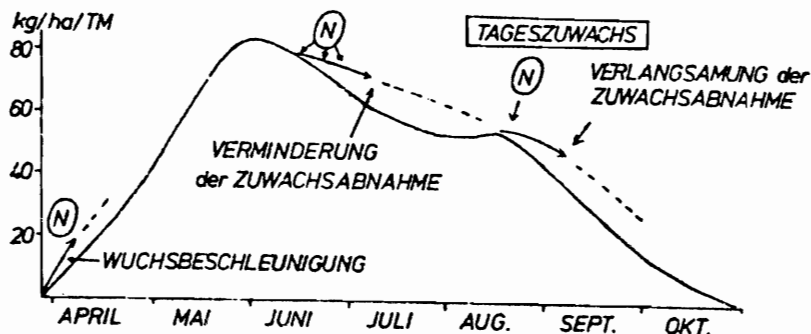 kg/ha/TM
80
60
40
20
N
TAGESZUWACHS
N
VERLANGSAMUNG der
ZUWACHSABNAHME
VERMINDERUNG
der ZUWACHSABNAHME
N
WUCHSBESCHLEUNIGUNG
APRIL MAI JUNI JULI AUG. SEPT. OKT.